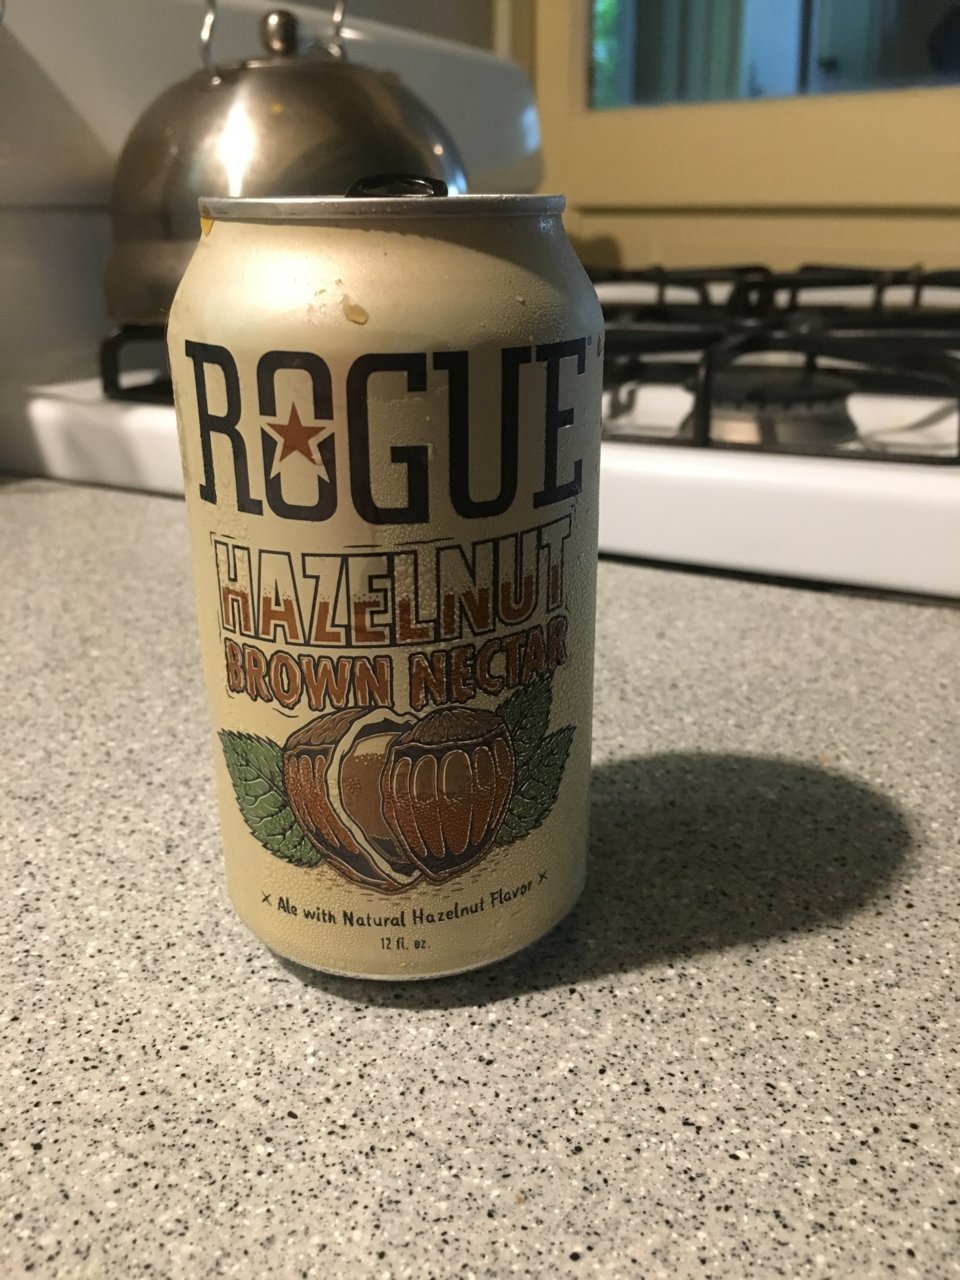 ROGUE
HAZELNUT
BROWN NECTAR
x Ale with Natural Hazelnut Flavor x
12 fl. oz.